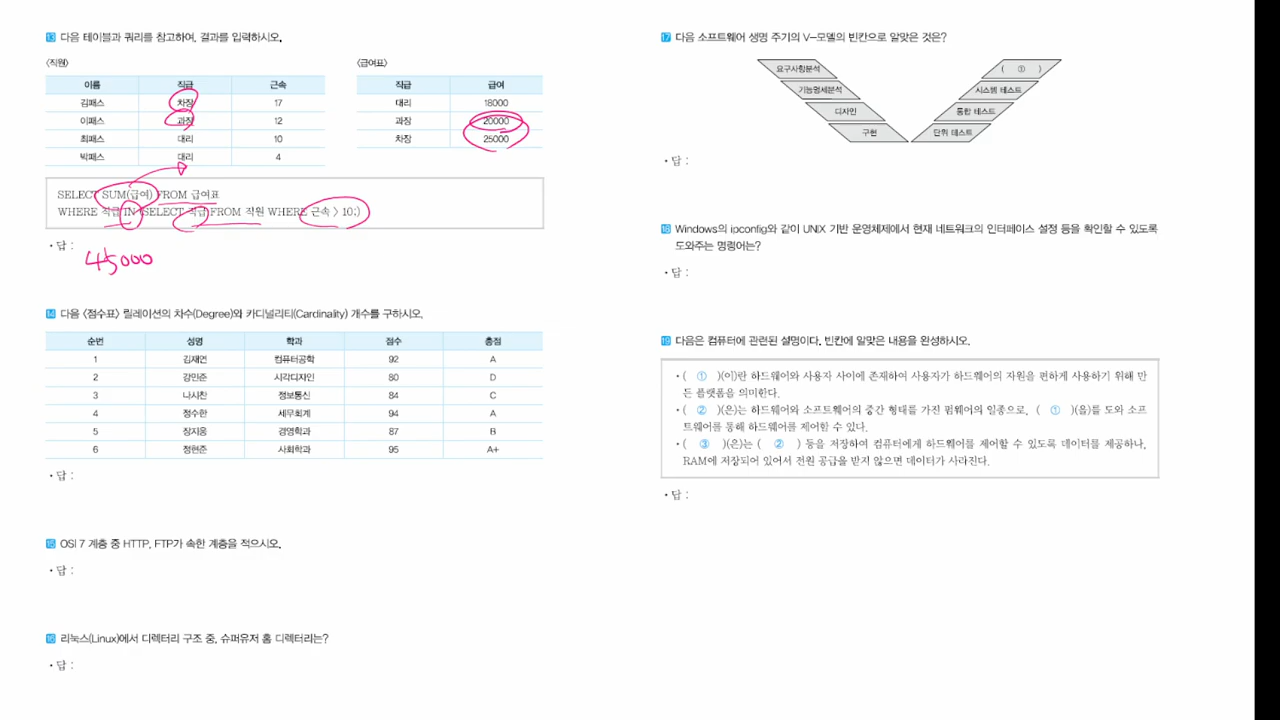 13 다음 테이블과 쿼리를 참고하여, 결과를 입력하시오.
〈직원〉
이름 직급 근속
김패스 차장 17
이패스 과장 12
최패스 대리 10
박패스 대리 4
〈급여표〉
직급 급여
대리 18000
과장 20000
차장 25000
SELECT SUM(급여) FROM 급여표
WHERE 직급 IN (SELECT 직급 FROM 직원 WHERE 근속 > 10;)
• 답 :
45000
14 다음 〈점수표〉 릴레이션의 차수(Degree)와 카디널리티(Cardinality) 개수를 구하시오.
순번 성명 학과 점수 총점
1 김재연 컴퓨터공학 92 A
2 강민준 시각디자인 80 D
3 나시찬 정보통신 84 C
4 정수한 세무회계 94 A
5 장지웅 경영학과 87 B
6 정현준 사회학과 95 A+
• 답 :
15 OSI 7 계층 중 HTTP, FTP가 속한 계층을 적으시오.
• 답 :
16 리눅스(Linux)에서 디렉터리 구조 중, 슈퍼유저 홈 디렉터라는?
• 답 :
17 다음 소프트웨어 생명 주기의 V-모델의 빈칸으로 알맞은 것은?
요구사항분석 ( ① )
기능명세분석 시스템 테스트
디자인 통합 테스트
구현 단위 테스트
• 답 :
18 Windows의 ipconfig와 같이 UNIX 기반 운영체제에서 현재 네트워크의 인터페이스 설정 등을 확인할 수 있도록
도와주는 명령어는?
• 답 :
19 다음은 컴퓨터에 관련된 설명이다. 빈칸에 알맞은 내용을 완성하시오.
• ( ① )(이)란 하드웨어와 사용자 사이에 존재하여 사용자가 하드웨어의 자원을 편하게 사용하기 위해 만
든 플랫폼을 의미한다.
• ( ② )(은)는 하드웨어와 소프트웨어의 중간 형태를 가진 펌웨어의 일종으로, ( ① )(을)를 도와 소프
트웨어를 통해 하드웨어를 제어할 수 있다.
• ( ③ )(은)는 ( ② ) 등을 저장하여 컴퓨터에게 하드웨어를 제어할 수 있도록 데이터를 제공하나,
RAM에 저장되어 있어서 전원 공급을 받지 않으면 데이터가 사라진다.
• 답 :